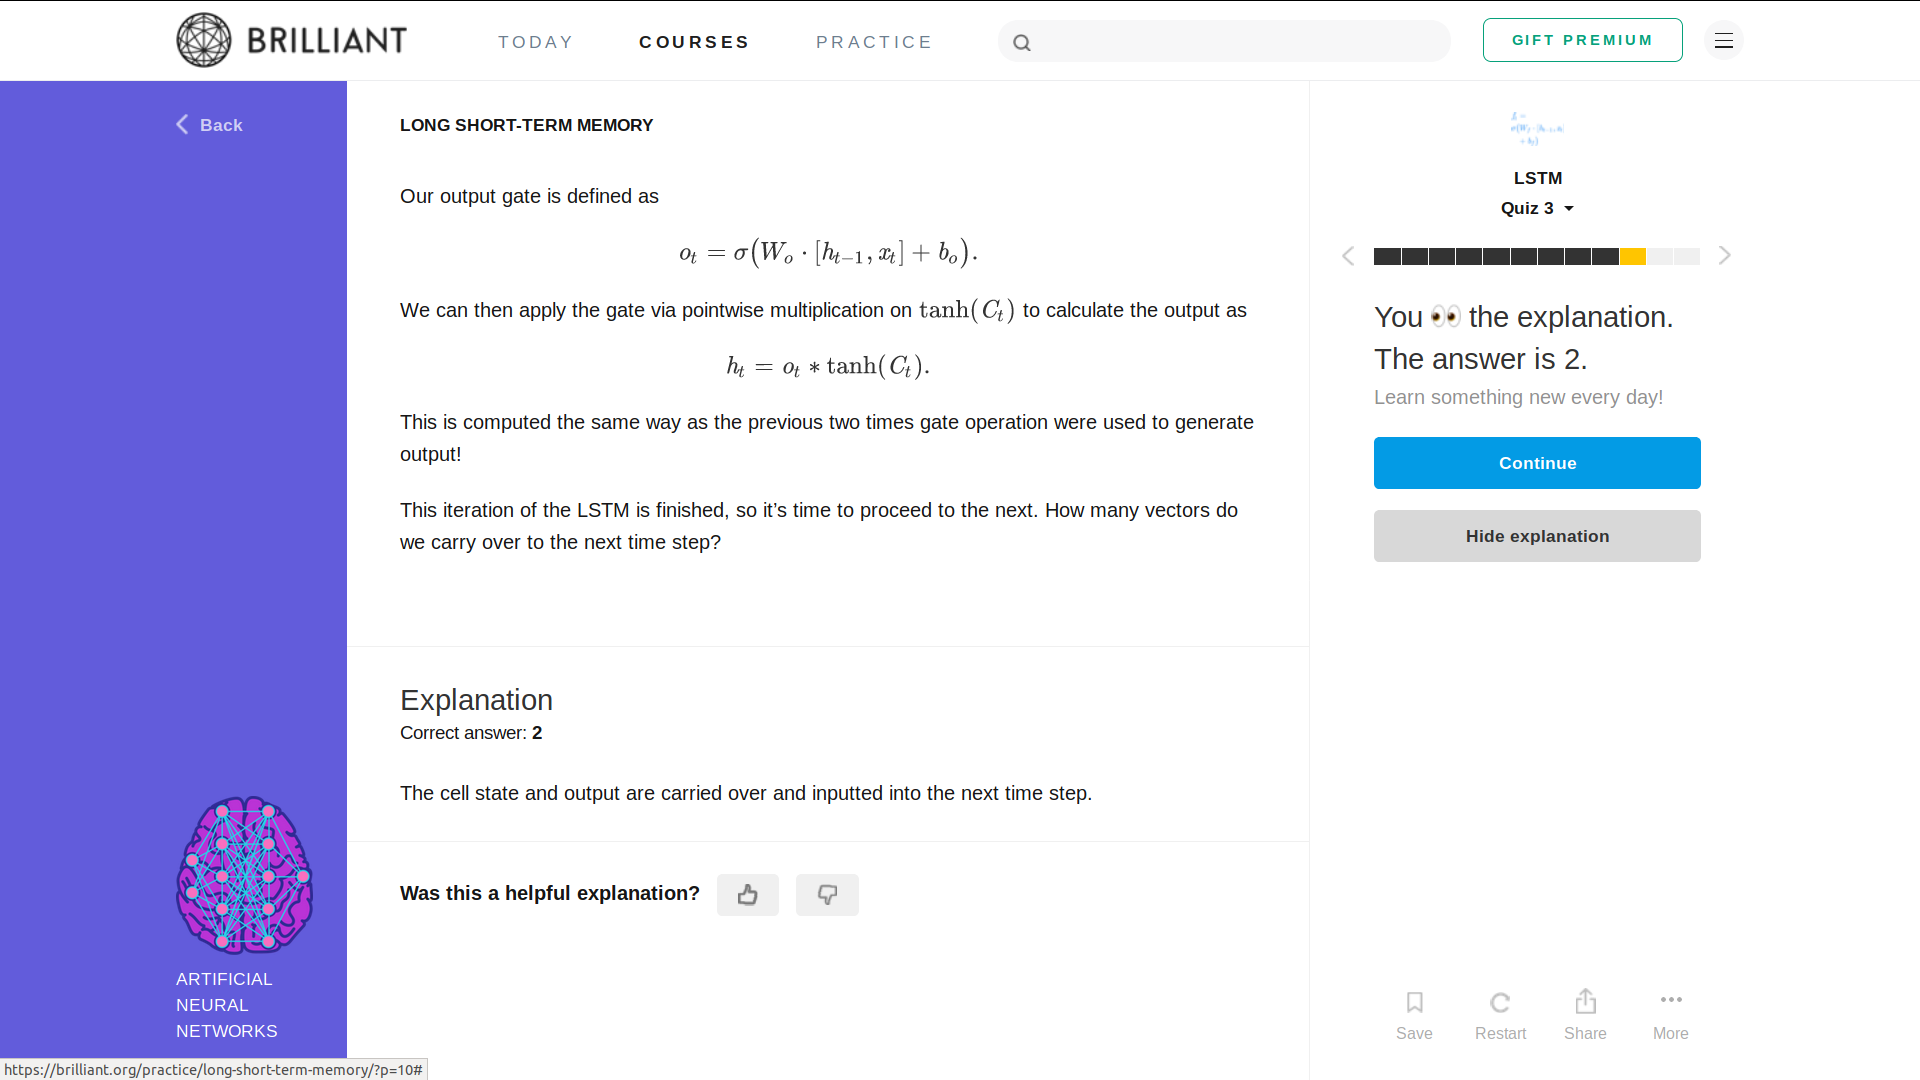 BRILLIANT
TODAY
COURSES
PRACTICE
GIFT PREMIUM
Back
LONG SHORT-TERM MEMORY
Our output gate is defined as
o_t = σ(W_o · [h_{t−1}, x_t] + b_o).
We can then apply the gate via pointwise multiplication on tanh(C_t) to calculate the output as
h_t = o_t * tanh(C_t).
This is computed the same way as the previous two times gate operation were used to generate
output!
This iteration of the LSTM is finished, so it’s time to proceed to the next. How many vectors do
we carry over to the next time step?
Explanation
Correct answer: 2
The cell state and output are carried over and inputted into the next time step.
Was this a helpful explanation?
LSTM
Quiz 3
You 👀 the explanation.
The answer is 2.
Learn something new every day!
Continue
Hide explanation
Save
Restart
Share
More
ARTIFICIAL
NEURAL
NETWORKS
https://brilliant.org/practice/long-short-term-memory/?p=10#